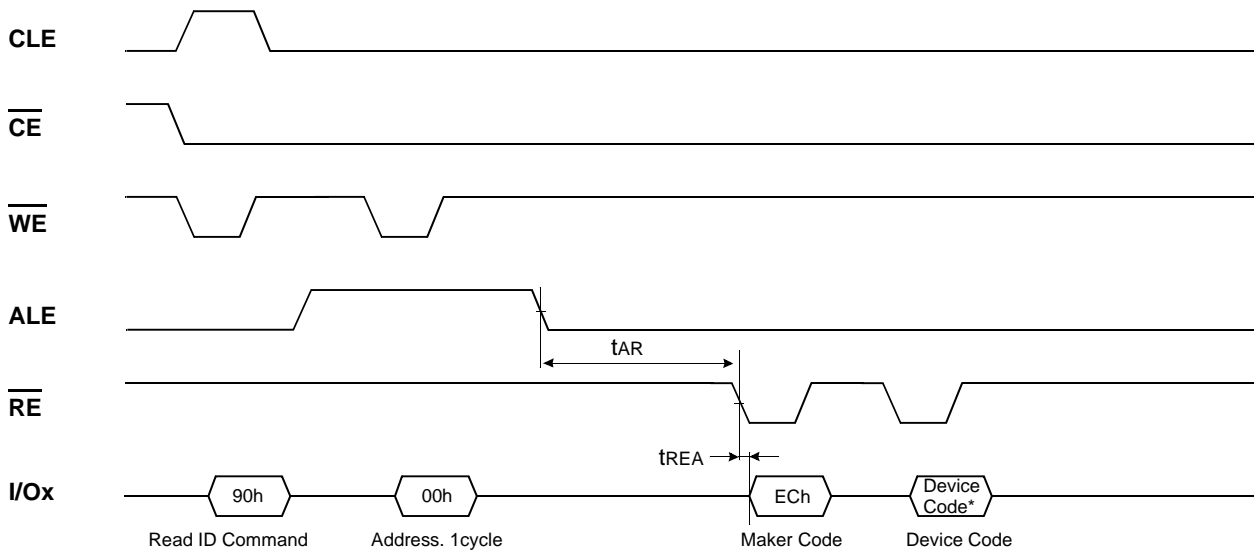 CLE
CE
WE
ALE
tAR
RE
tREA
I/Ox
90h
00h
ECh
Device
Code*
Read ID Command
Address. 1cycle
Maker Code
Device Code